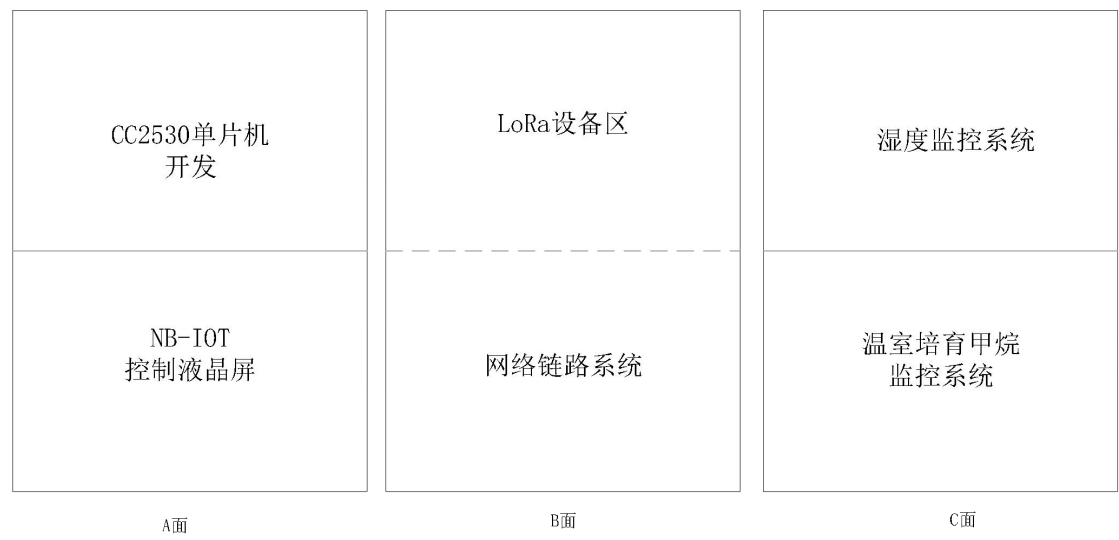 CC2530单片机
开发
NB-IOT
控制液晶屏
A面
LoRa设备区
网络链路系统
B面
湿度监控系统
温室培育甲烷
监控系统
C面